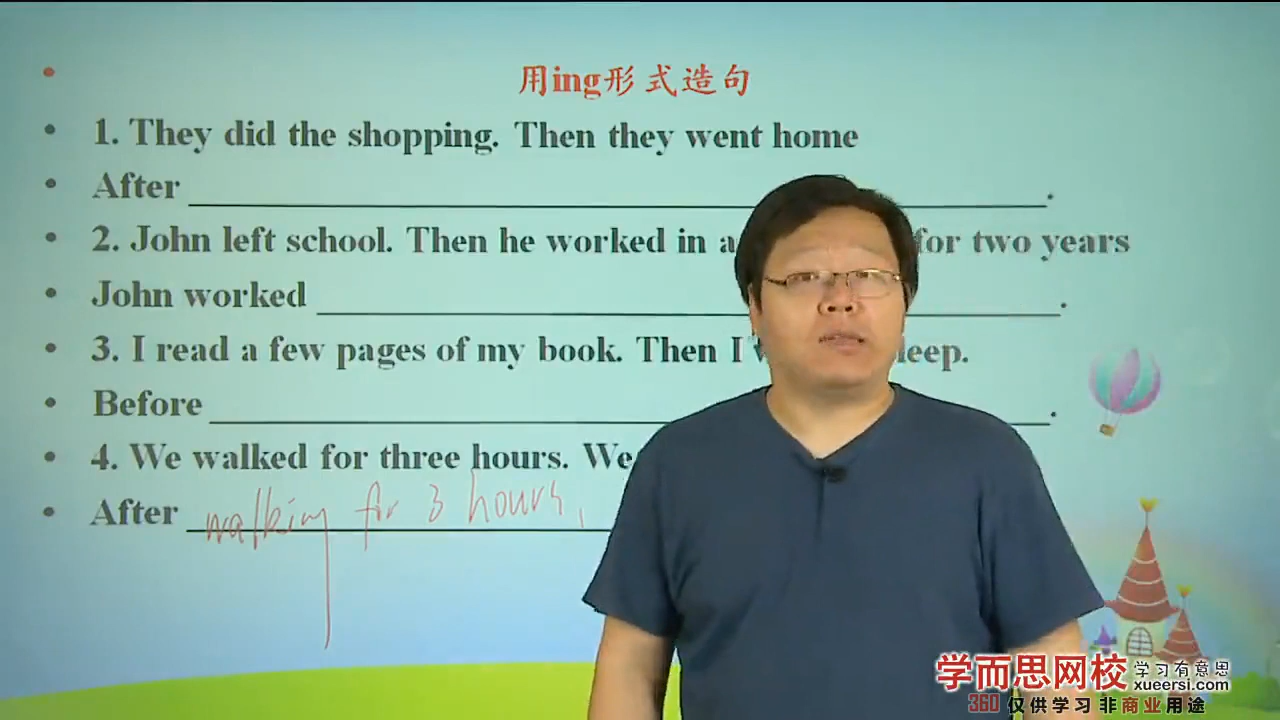 用ing形式造句
1. They did the shopping. Then they went home
After
2. John left school. Then he worked in a for two years
John worked
3. I read a few pages of my book. Then I
Before
4. We walked for three hours. We
After walking for 3 hours,
学而思网校 学习有意思
xueersi.com
360 仅供学习 非商业用途